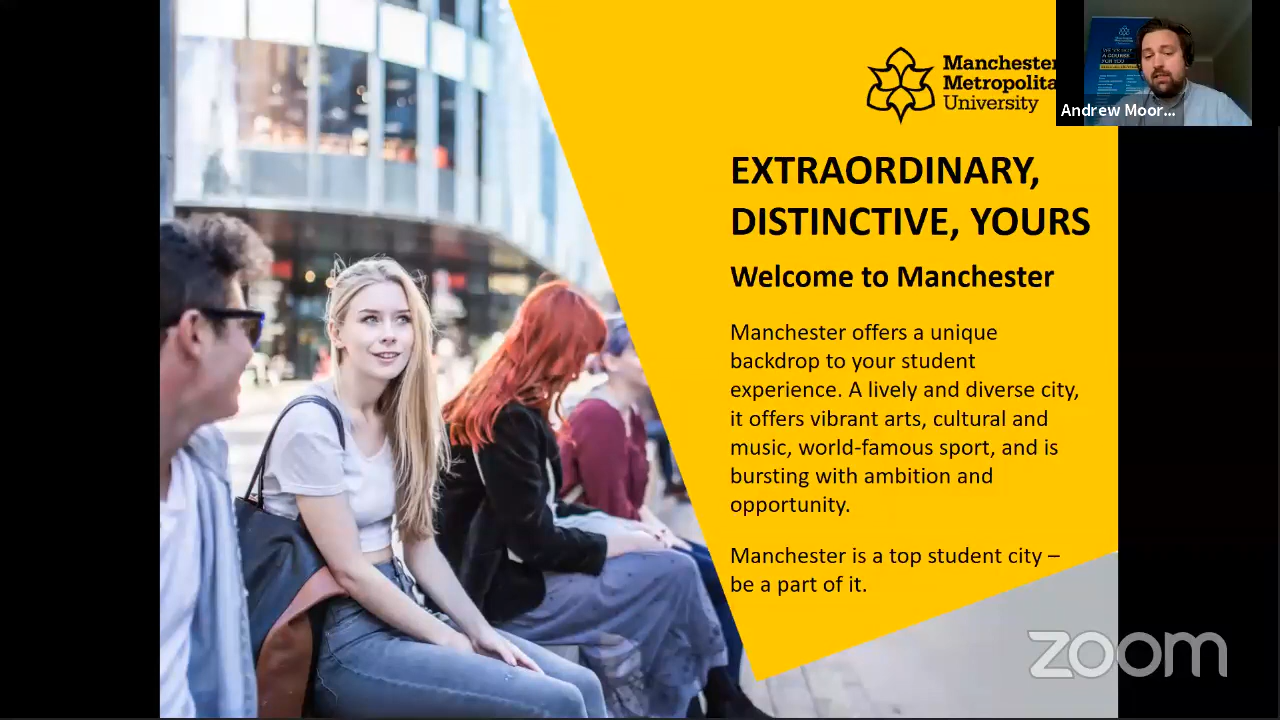 Manchester
Metropolita
University
Andrew Moor...
EXTRAORDINARY,
DISTINCTIVE, YOURS
Welcome to Manchester
Manchester offers a unique
backdrop to your student
experience. A lively and diverse city,
it offers vibrant arts, cultural and
music, world-famous sport, and is
bursting with ambition and
opportunity.
Manchester is a top student city –
be a part of it.
zoom